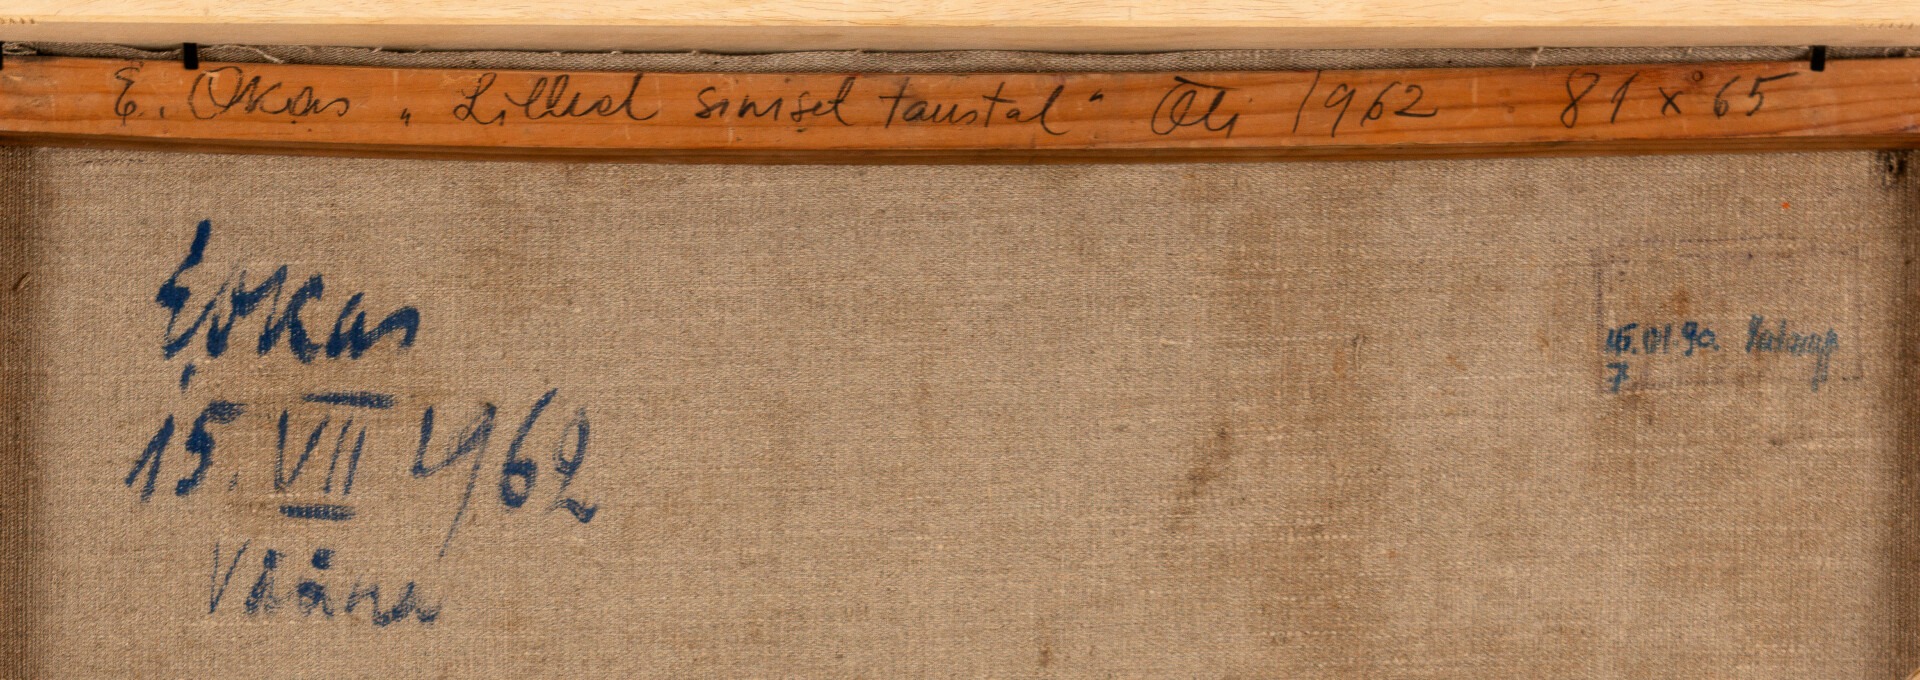 E. Okas „Lilled sinisel taustal“ Õli 1962 81 x 65
E. Okas
15. VII 1962
Vääna
15.01.90.
7